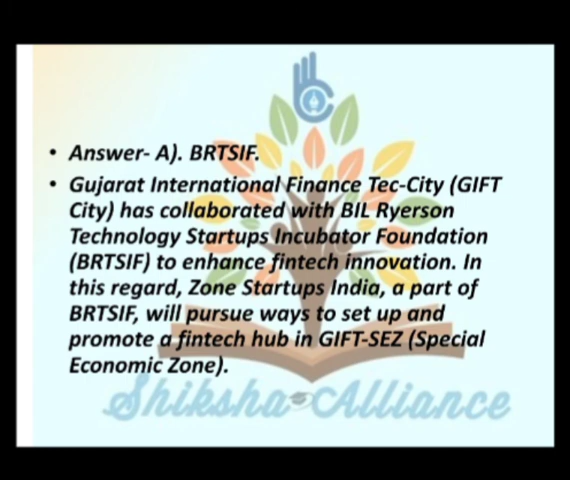 • Answer- A). BRTSIF.
• Gujarat International Finance Tec-City (GIFT
City) has collaborated with BIL Ryerson
Technology Startups Incubator Foundation
(BRTSIF) to enhance fintech innovation. In
this regard, Zone Startups India, a part of
BRTSIF, will pursue ways to set up and
promote a fintech hub in GIFT-SEZ (Special
Economic Zone).
Shiksha Alliance